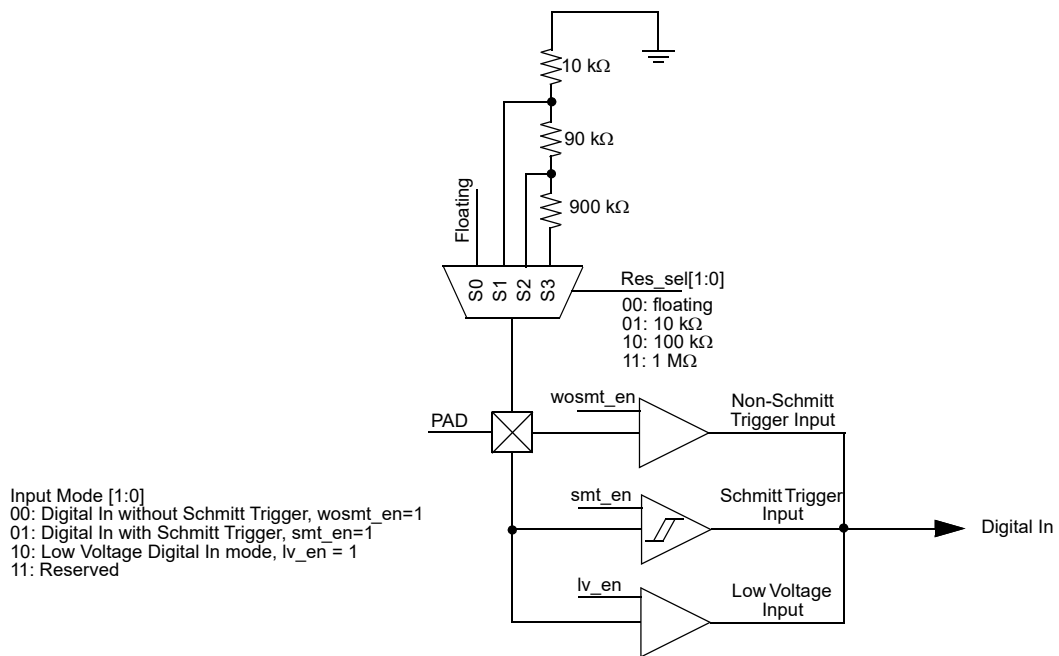 10 kΩ
90 kΩ
900 kΩ
Floating
S0
S1
S2
S3
Res_sel[1:0]
00: floating
01: 10 kΩ
10: 100 kΩ
11: 1 MΩ
PAD
wosmt_en
Non-Schmitt
Trigger Input
Input Mode [1:0]
00: Digital In without Schmitt Trigger, wosmt_en=1
01: Digital In with Schmitt Trigger, smt_en=1
10: Low Voltage Digital In mode, lv_en = 1
11: Reserved
smt_en
Schmitt Trigger
Input
Digital In
lv_en
Low Voltage
Input